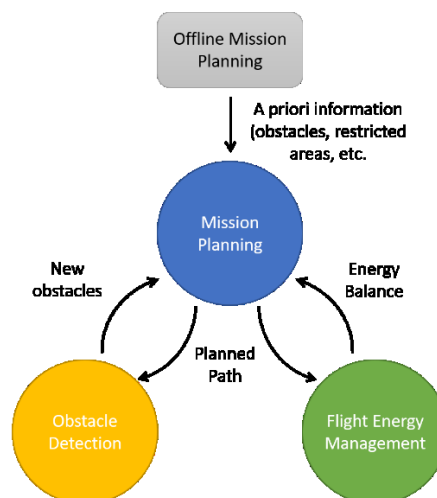 Offline Mission
Planning
A priori information
(obstacles, restricted
areas, etc.
Mission
Planning
New
obstacles
Energy
Balance
Planned
Path
Obstacle
Detection
Flight Energy
Management